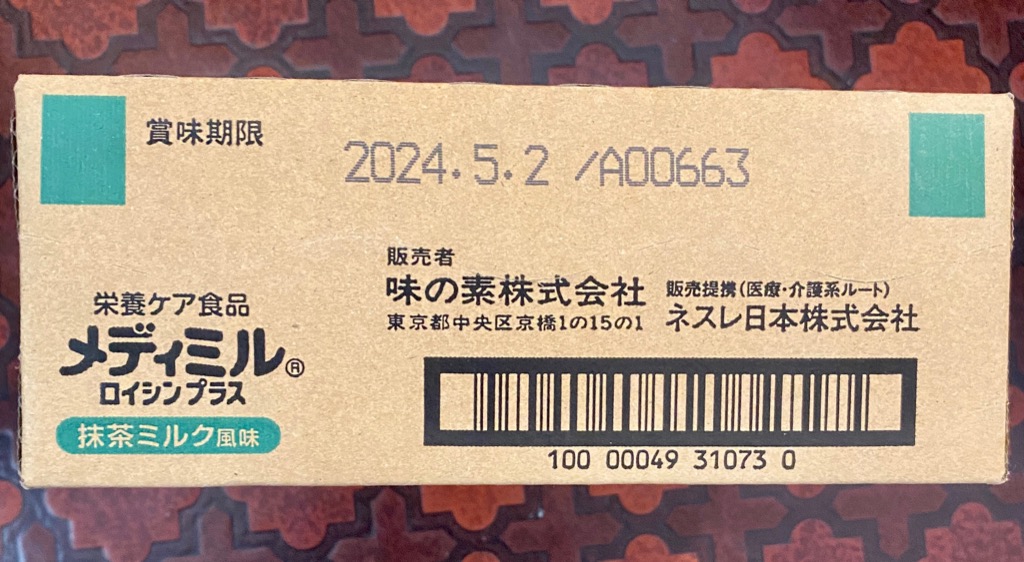 賞味期限
2024.5.2 /A00663
販売者
味の素株式会社
東京都中央区京橋1の15の1
販売提携(医療・介護系ルート)
ネスレ日本株式会社
栄養ケア食品
メディミル®
ロイシンプラス
抹茶ミルク風味
100 00049 31073 0